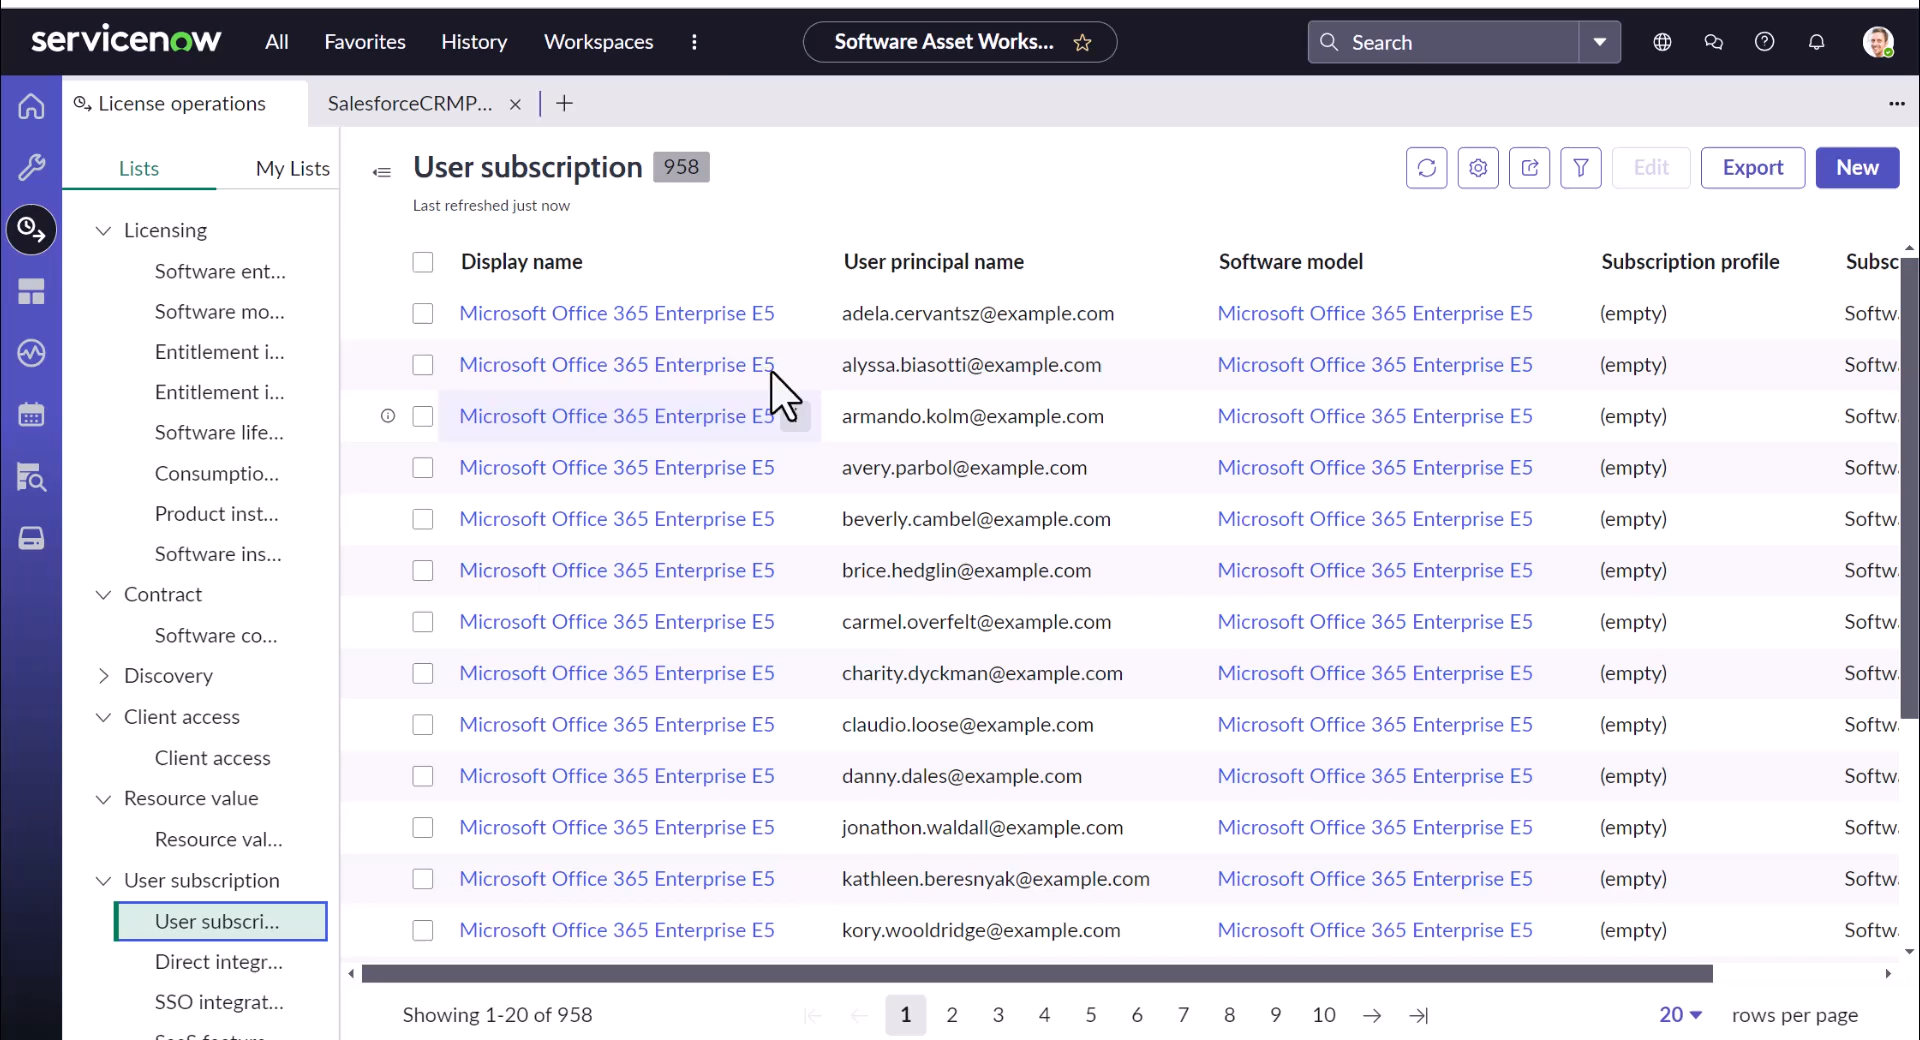 servicenow All Favorites History Workspaces Software Asset Works... Search
License operations SalesforceCRMP...
Lists My Lists
Licensing
Software ent...
Software mo...
Entitlement i...
Entitlement i...
Software life...
Consumptio...
Product inst...
Software ins...
Contract
Software co...
Discovery
Client access
Client access
Resource value
Resource val...
User subscription
User subscri...
Direct integr...
SSO integrat...
User subscription 958
Last refreshed just now
Edit Export New
Display name User principal name Software model Subscription profile Subsc
Microsoft Office 365 Enterprise E5 adela.cervantsz@example.com Microsoft Office 365 Enterprise E5 (empty) Softw
Microsoft Office 365 Enterprise E5 alyssa.biasotti@example.com Microsoft Office 365 Enterprise E5 (empty) Softw
Microsoft Office 365 Enterprise E5 armando.kolm@example.com Microsoft Office 365 Enterprise E5 (empty) Softw
Microsoft Office 365 Enterprise E5 avery.parbol@example.com Microsoft Office 365 Enterprise E5 (empty) Softw
Microsoft Office 365 Enterprise E5 beverly.cambel@example.com Microsoft Office 365 Enterprise E5 (empty) Softw
Microsoft Office 365 Enterprise E5 brice.hedglin@example.com Microsoft Office 365 Enterprise E5 (empty) Softw
Microsoft Office 365 Enterprise E5 carmel.overfelt@example.com Microsoft Office 365 Enterprise E5 (empty) Softw
Microsoft Office 365 Enterprise E5 charity.dyckman@example.com Microsoft Office 365 Enterprise E5 (empty) Softw
Microsoft Office 365 Enterprise E5 claudio.loose@example.com Microsoft Office 365 Enterprise E5 (empty) Softw
Microsoft Office 365 Enterprise E5 danny.dales@example.com Microsoft Office 365 Enterprise E5 (empty) Softw
Microsoft Office 365 Enterprise E5 jonathon.waldall@example.com Microsoft Office 365 Enterprise E5 (empty) Softw
Microsoft Office 365 Enterprise E5 kathleen.beresnyak@example.com Microsoft Office 365 Enterprise E5 (empty) Softw
Microsoft Office 365 Enterprise E5 kory.wooldridge@example.com Microsoft Office 365 Enterprise E5 (empty) Softw
Showing 1-20 of 958 1 2 3 4 5 6 7 8 9 10 20 rows per page